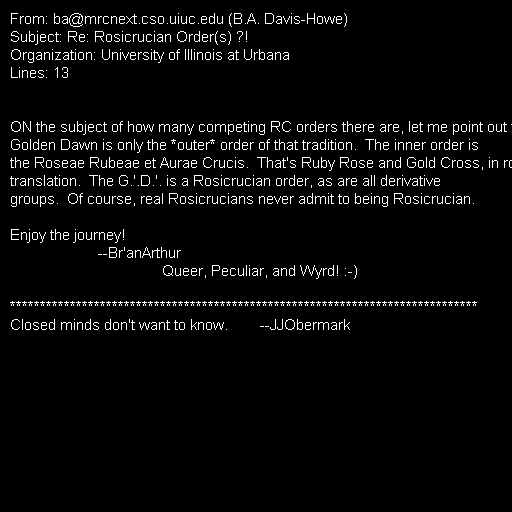 From: ba@mrcnext.cso.uiuc.edu (B.A. Davis-Howe)
Subject: Re: Rosicrucian Order(s) ?!
Organization: University of Illinois at Urbana
Lines: 13
ON the subject of how many competing RC orders there are, let me point out
Golden Dawn is only the *outer* order of that tradition.  The inner order is
the Roseae Rubeae et Aurae Crucis.  That's Ruby Rose and Gold Cross, in
translation.  The G.'.D.'. is a Rosicrucian order, as are all derivative
groups.  Of course, real Rosicrucians never admit to being Rosicrucian.
Enjoy the journey!
--Br'anArthur
Queer, Peculiar, and Wyrd! :-)
******************************************************************************
Closed minds don't want to know.        --JJObermark